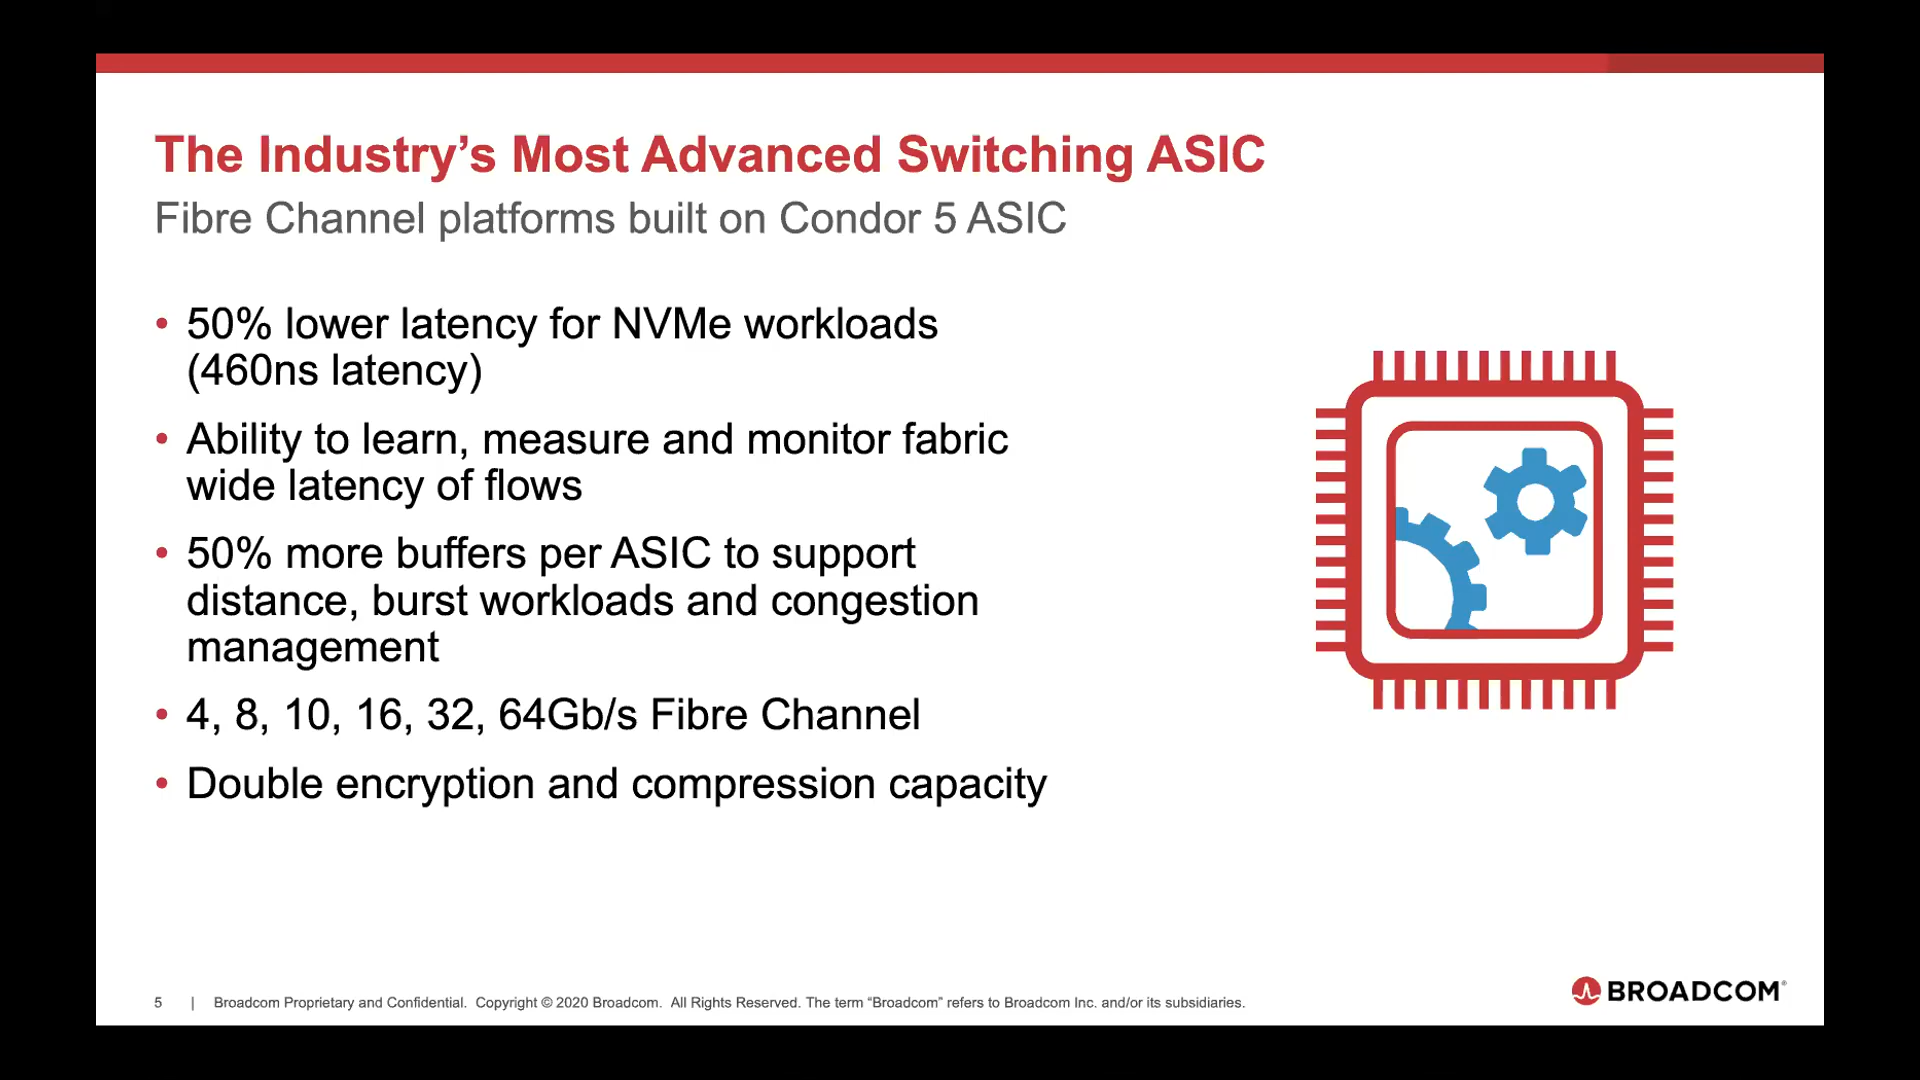 The Industry’s Most Advanced Switching ASIC
Fibre Channel platforms built on Condor 5 ASIC
• 50% lower latency for NVMe workloads
(460ns latency)
• Ability to learn, measure and monitor fabric
wide latency of flows
• 50% more buffers per ASIC to support
distance, burst workloads and congestion
management
• 4, 8, 10, 16, 32, 64Gb/s Fibre Channel
• Double encryption and compression capacity
5 | Broadcom Proprietary and Confidential. Copyright © 2020 Broadcom. All Rights Reserved. The term “Broadcom” refers to Broadcom Inc. and/or its subsidiaries.
BROADCOM®